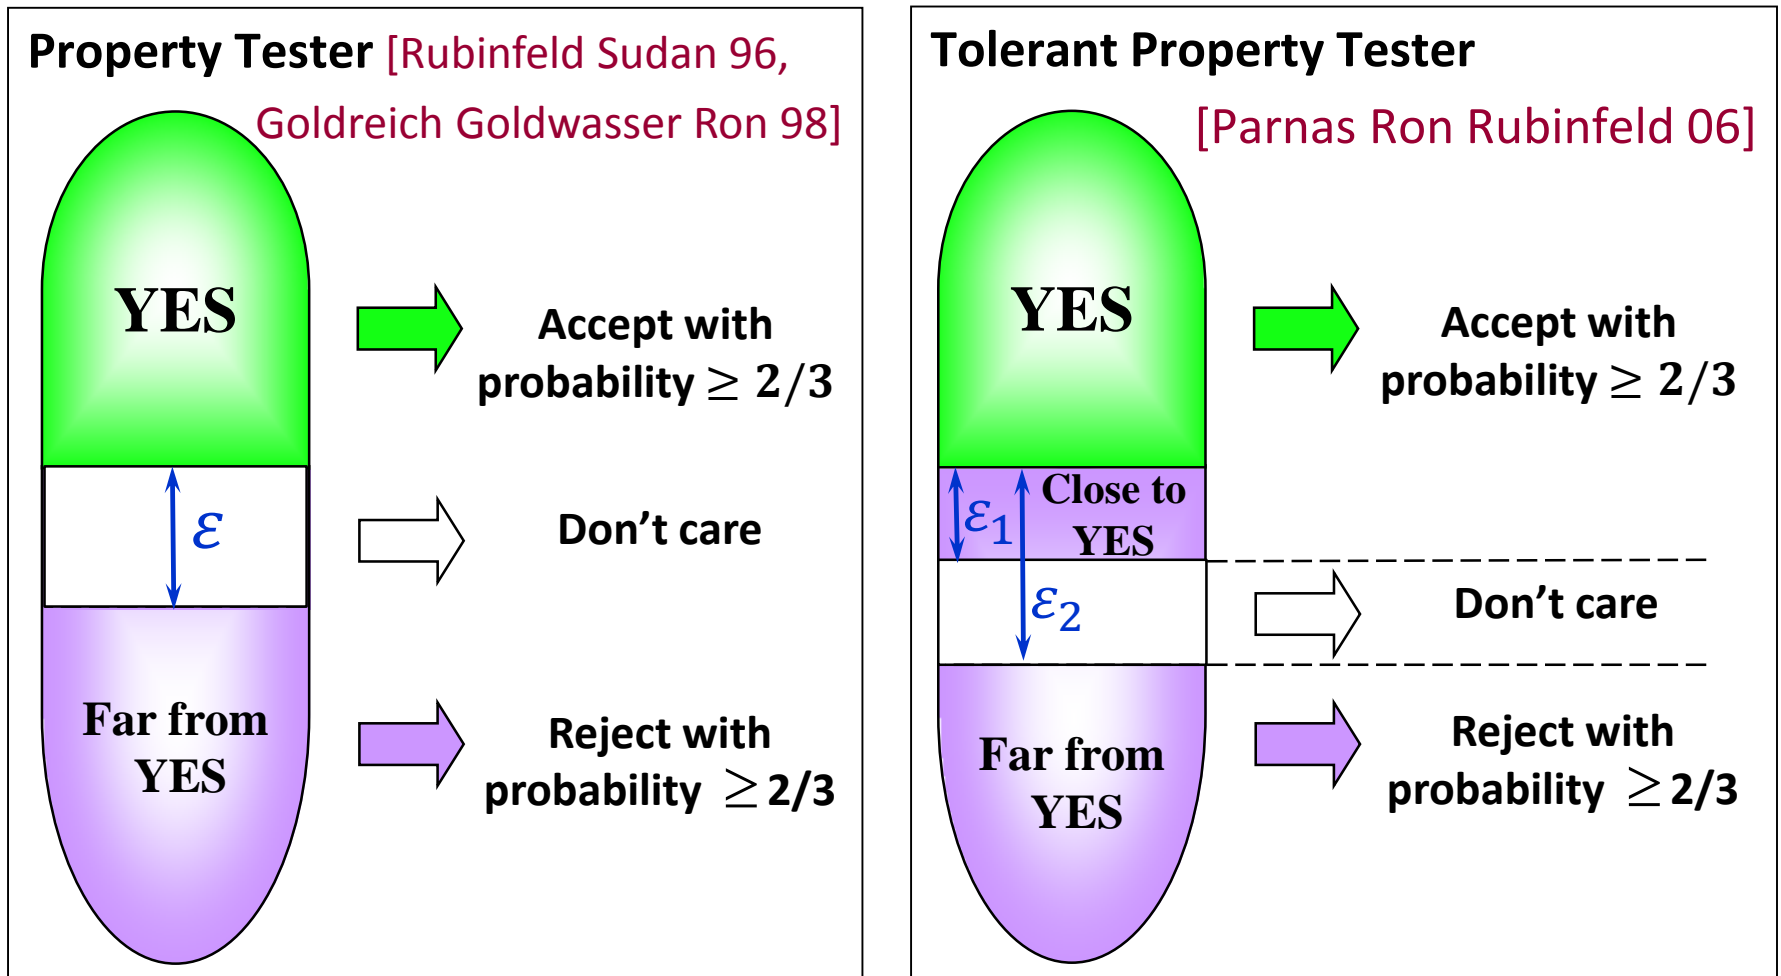 Property Tester [Rubinfeld Sudan 96,
Goldreich Goldwasser Ron 98]
YES
Accept with
probability ≥ 2/3
ε
Don’t care
Far from
YES
Reject with
probability ≥ 2/3
Tolerant Property Tester
[Parnas Ron Rubinfeld 06]
YES
Accept with
probability ≥ 2/3
Close to
YES
ε₁
ε₂
Don’t care
Far from
YES
Reject with
probability ≥ 2/3